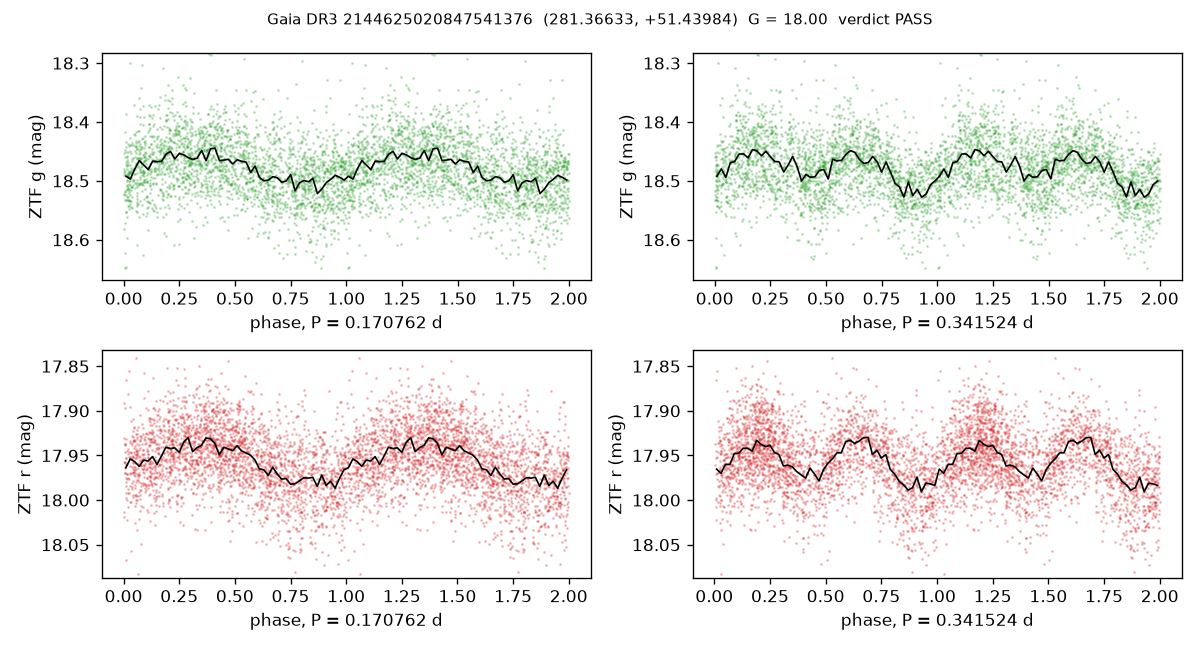 Gaia DR3 2144625020847541376  (281.36633, +51.43984)  G = 18.00  verdict PASS
ZTF g (mag)
18.3
18.4
18.5
18.6
0.00 0.25 0.50 0.75 1.00 1.25 1.50 1.75 2.00
phase, P = 0.170762 d
ZTF g (mag)
18.3
18.4
18.5
18.6
0.00 0.25 0.50 0.75 1.00 1.25 1.50 1.75 2.00
phase, P = 0.341524 d
ZTF r (mag)
17.85
17.90
17.95
18.00
18.05
0.00 0.25 0.50 0.75 1.00 1.25 1.50 1.75 2.00
phase, P = 0.170762 d
ZTF r (mag)
17.85
17.90
17.95
18.00
18.05
0.00 0.25 0.50 0.75 1.00 1.25 1.50 1.75 2.00
phase, P = 0.341524 d